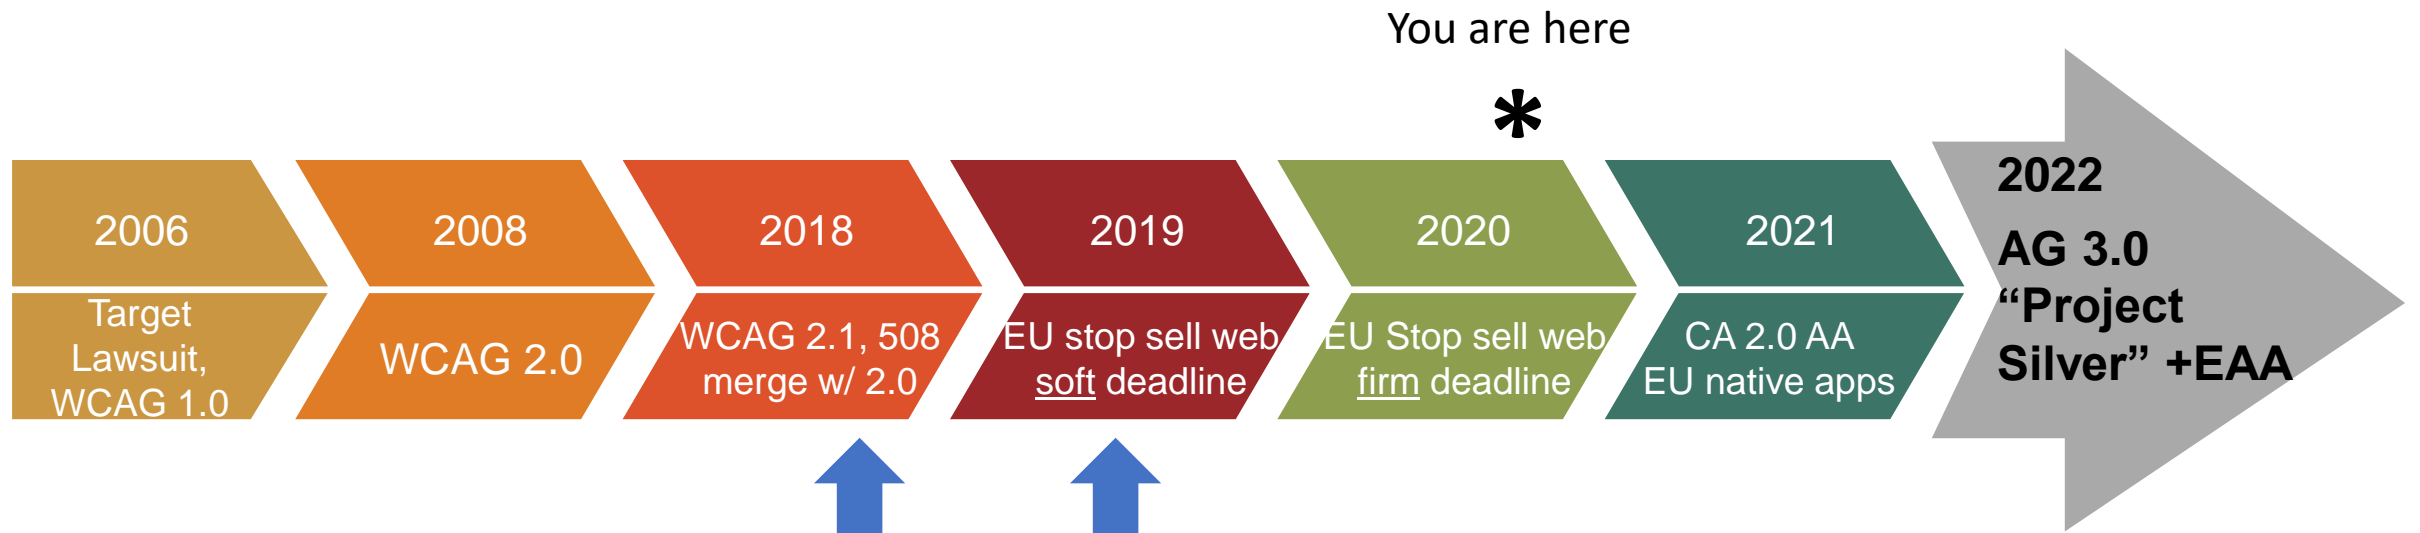 You are here
*
2006
2008
2018
2019
2020
2021
2022
Target
Lawsuit,
WCAG 1.0
WCAG 2.0
WCAG 2.1, 508
merge w/ 2.0
EU stop sell web
soft deadline
EU Stop sell web
firm deadline
CA 2.0 AA
EU native apps
AG 3.0
“Project
Silver” +EAA